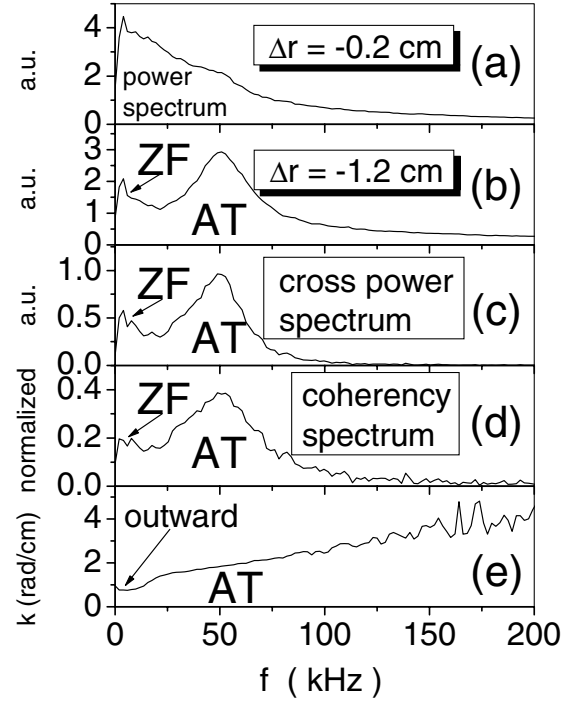 4
2
0
a.u.
power
spectrum
Δr = -0.2 cm
(a)
3
2
1
0
a.u.
ZF
AT
Δr = -1.2 cm
(b)
1.0
0.5
0.0
a.u.
ZF
AT
cross power
spectrum
(c)
0.4
0.2
0.0
normalized
ZF
AT
coherency
spectrum
(d)
4
2
0
k (rad/cm)
outward
AT
(e)
0 50 100 150 200
f ( kHz )